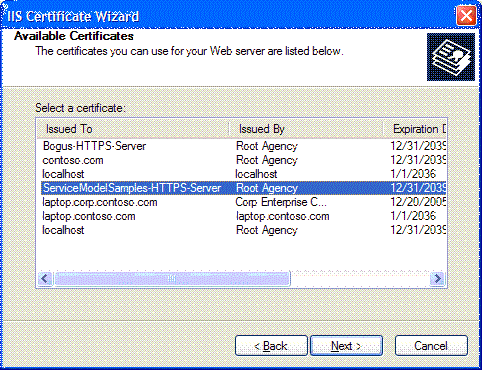 IIS Certificate Wizard
Available Certificates
The certificates you can use for your Web server are listed below.
Select a certificate:
Issued To Issued By Expiration D
Bogus-HTTPS-Server Root Agency 12/31/2039
contoso.com Root Agency 12/31/2039
localhost localhost 1/1/2036
ServiceModelSamples-HTTPS-Server Root Agency 12/31/2039
laptop.corp.contoso.com Corp Enterprise C... 12/20/2005
laptop.contoso.com laptop.contoso.com 1/1/2036
localhost Root Agency 12/31/2039
< Back Next > Cancel